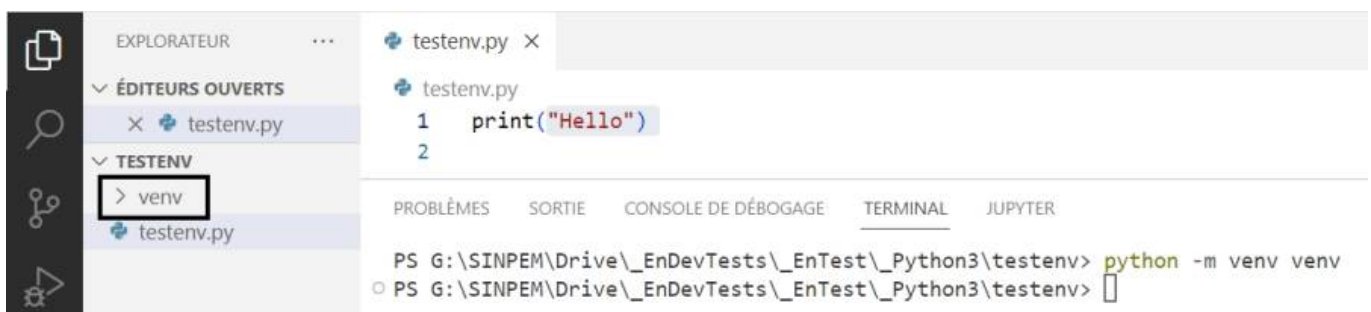 EXPLORATEUR ...
ÉDITEURS OUVERTS
testenv.py
TESTENV
venv
testenv.py
testenv.py
testenv.py
1 print("Hello")
2
PROBLÈMES SORTIE CONSOLE DE DÉBOGAGE TERMINAL JUPYTER
PS G:\SINPEM\Drive\_EnDevTests\_EnTest\_Python3\testenv> python -m venv venv
PS G:\SINPEM\Drive\_EnDevTests\_EnTest\_Python3\testenv>